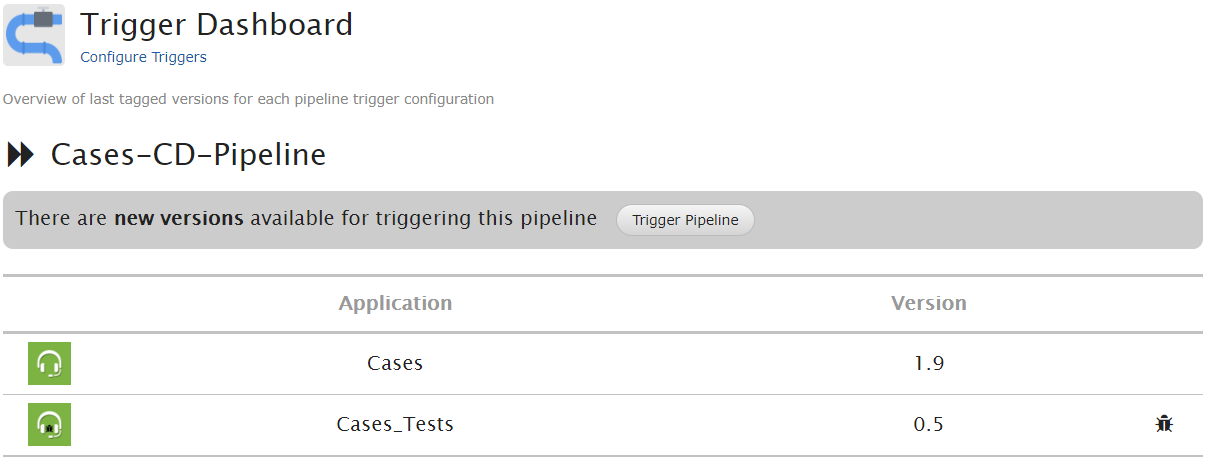 Trigger Dashboard
Configure Triggers
Overview of last tagged versions for each pipeline trigger configuration
Cases-CD-Pipeline
There are new versions available for triggering this pipeline Trigger Pipeline
Application Version
Cases 1.9
Cases_Tests 0.5